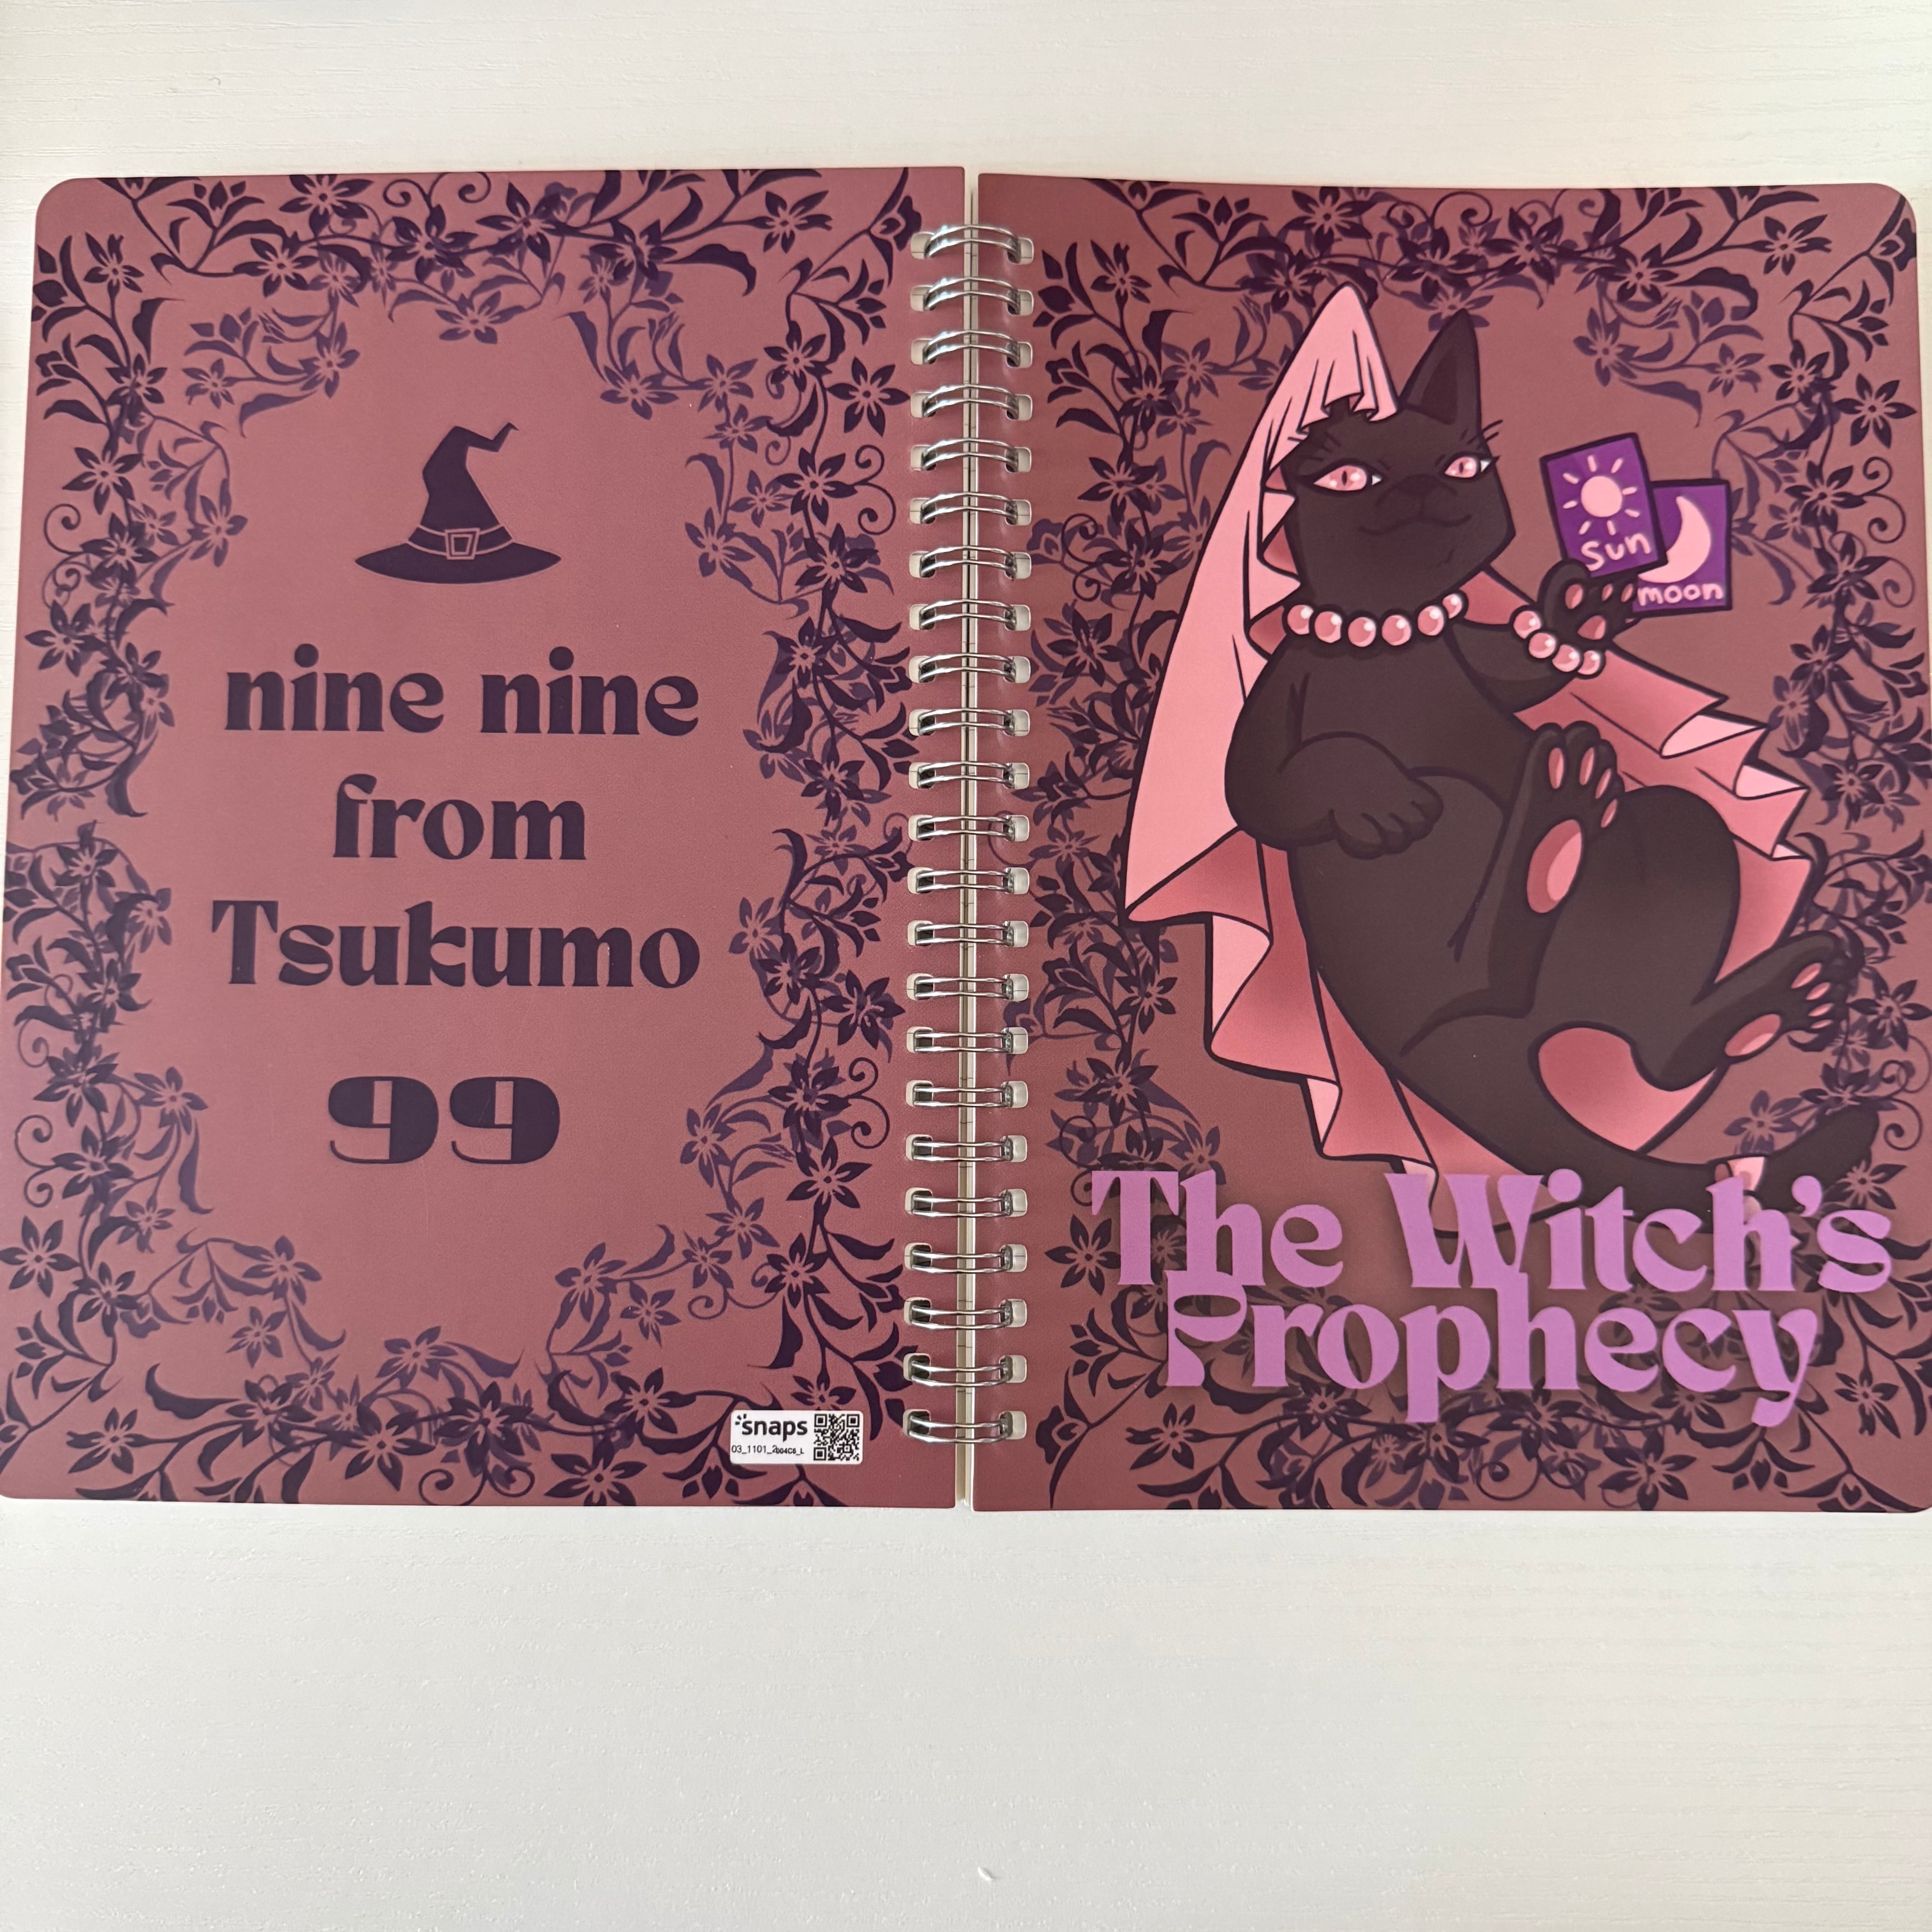 nine nine
from
Tsukumo
99
snaps
Sun
moon
The Witch's
Prophecy